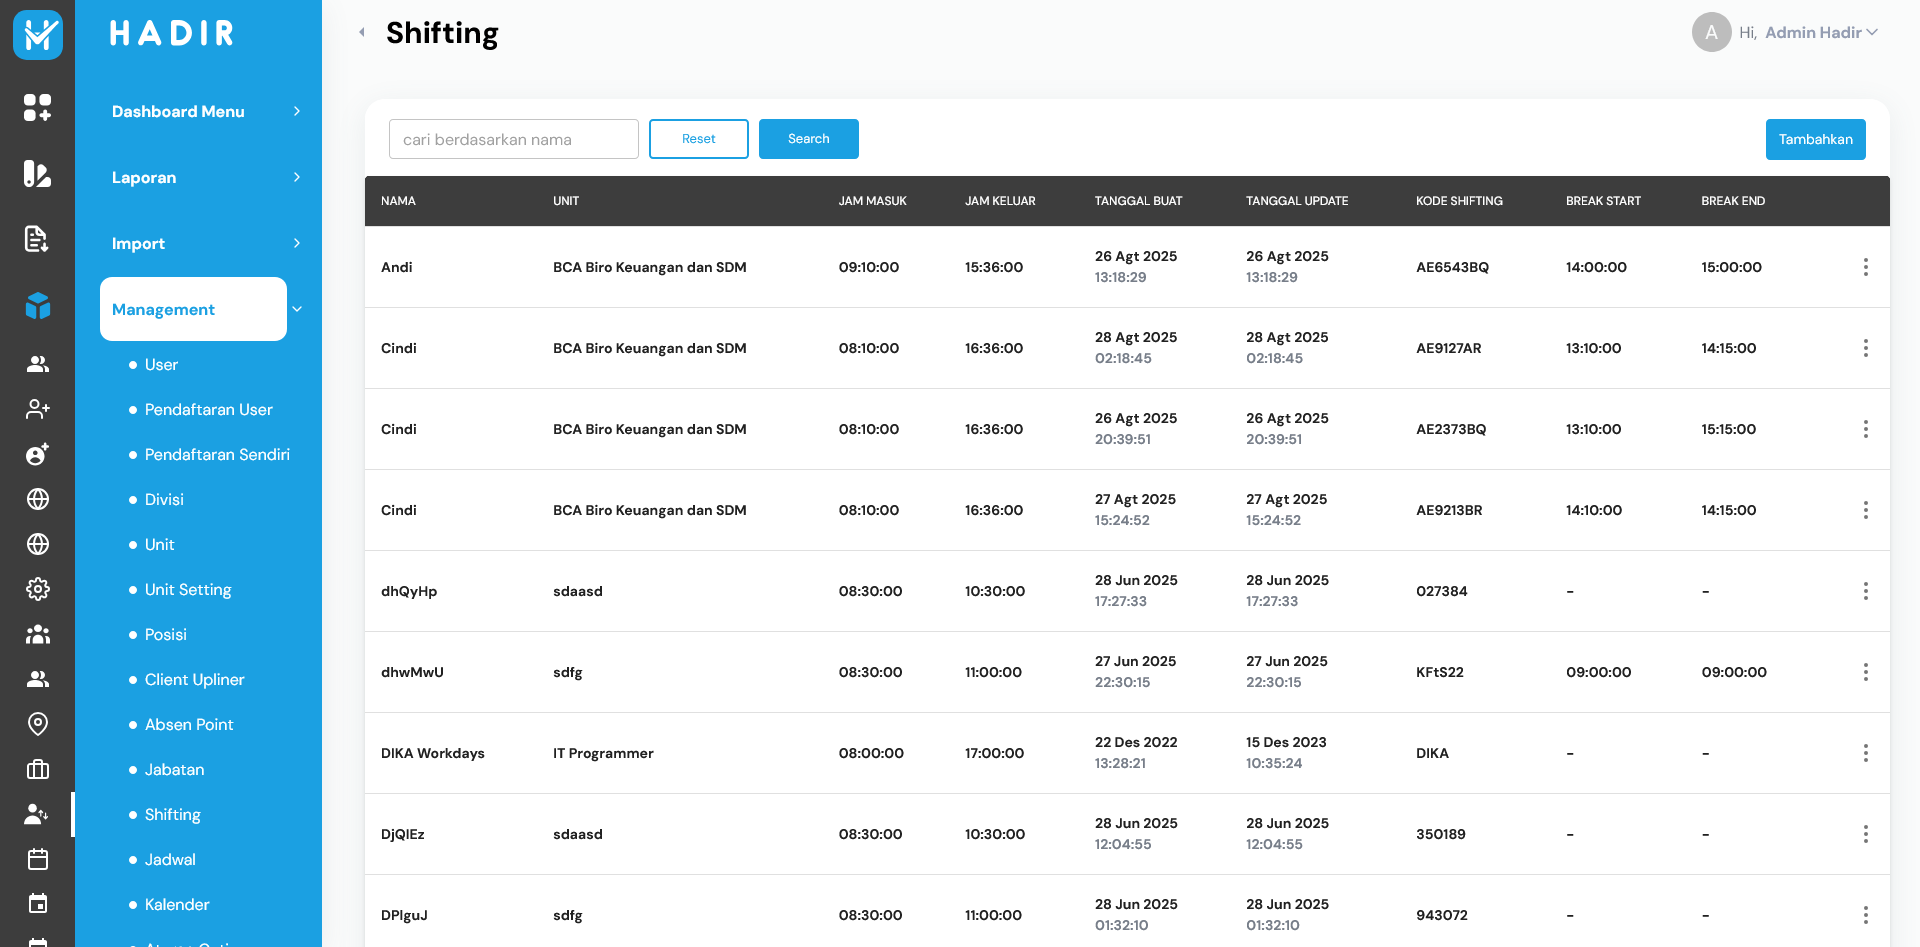 HADIR
Dashboard Menu
Laporan
Import
Management
User
Pendaftaran User
Pendaftaran Sendiri
Divisi
Unit
Unit Setting
Posisi
Client Upliner
Absen Point
Jabatan
Shifting
Jadwal
Kalender
Shifting
A Hi, Admin Hadir
cari berdasarkan nama Reset Search Tambahkan
NAMA UNIT JAM MASUK JAM KELUAR TANGGAL BUAT TANGGAL UPDATE KODE SHIFTING BREAK START BREAK END
Andi BCA Biro Keuangan dan SDM 09:10:00 15:36:00 26 Agt 2025 26 Agt 2025 AE6543BQ 14:00:00 15:00:00
13:18:29 13:18:29
Cindi BCA Biro Keuangan dan SDM 08:10:00 16:36:00 28 Agt 2025 28 Agt 2025 AE9127AR 13:10:00 14:15:00
02:18:45 02:18:45
Cindi BCA Biro Keuangan dan SDM 08:10:00 16:36:00 26 Agt 2025 26 Agt 2025 AE2373BQ 13:10:00 15:15:00
20:39:51 20:39:51
Cindi BCA Biro Keuangan dan SDM 08:10:00 16:36:00 27 Agt 2025 27 Agt 2025 AE9213BR 14:10:00 14:15:00
15:24:52 15:24:52
dhQyHp sdaasd 08:30:00 10:30:00 28 Jun 2025 28 Jun 2025 027384 - -
17:27:33 17:27:33
dhwMwU sdfg 08:30:00 11:00:00 27 Jun 2025 27 Jun 2025 KFtS22 09:00:00 09:00:00
22:30:15 22:30:15
DIKA Workdays IT Programmer 08:00:00 17:00:00 22 Des 2022 15 Des 2023 DIKA - -
13:28:21 10:35:24
DjQIEz sdaasd 08:30:00 10:30:00 28 Jun 2025 28 Jun 2025 350189 - -
12:04:55 12:04:55
DPlguJ sdfg 08:30:00 11:00:00 28 Jun 2025 28 Jun 2025 943072 - -
01:32:10 01:32:10